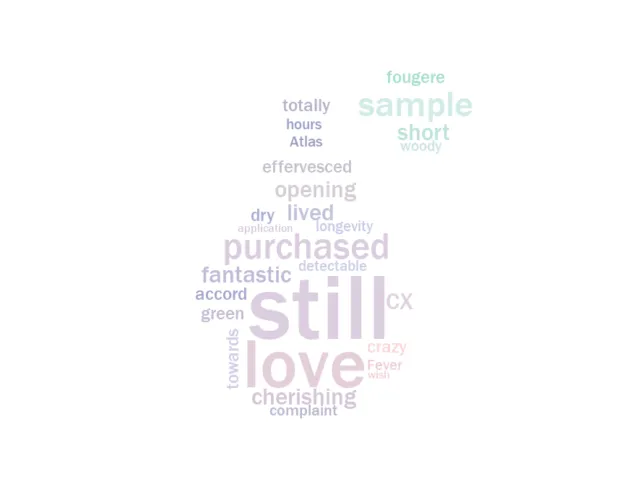 fougere
totally
sample
hours
short
Atlas
woody
effervesced
opening
dry lived
application longevity
purchased
detectable
fantastic
accord
still
cx
green
towards
love
crazy
Fever
wish
cherishing
complaint